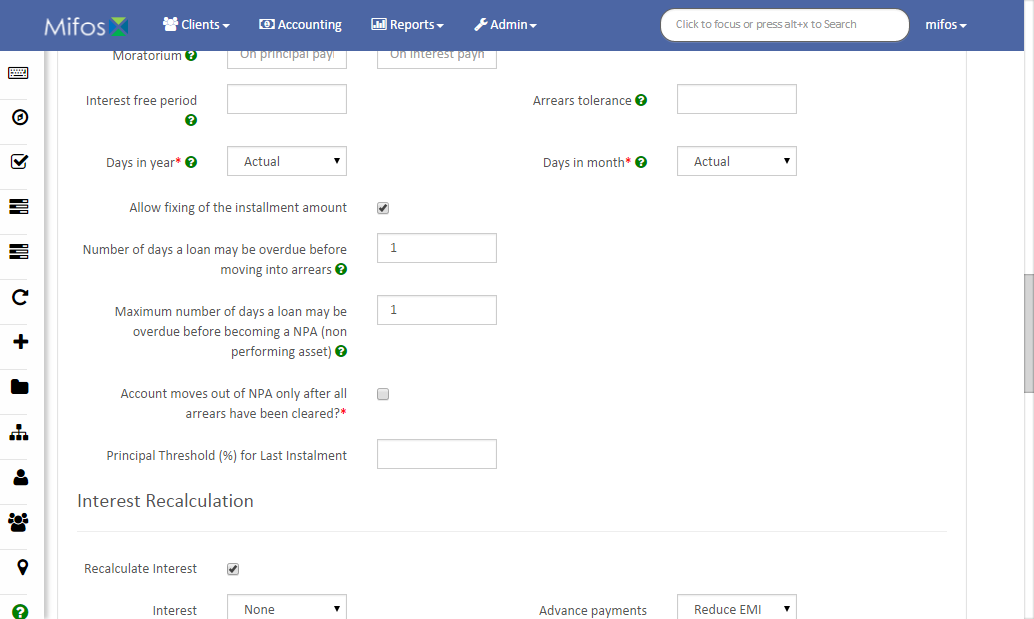 Mifos Clients Accounting Reports Admin Click to focus or press alt+x to Search mifos
Moratorium On principal payı On interest payn
Interest free period Arrears tolerance
Days in year* Actual Days in month* Actual
Allow fixing of the installment amount
Number of days a loan may be overdue before 1
moving into arrears
Maximum number of days a loan may be 1
overdue before becoming a NPA (non
performing asset)
Account moves out of NPA only after all
arrears have been cleared?*
Principal Threshold (%) for Last Instalment
Interest Recalculation
Recalculate Interest
Interest None Advance payments Reduce EMI